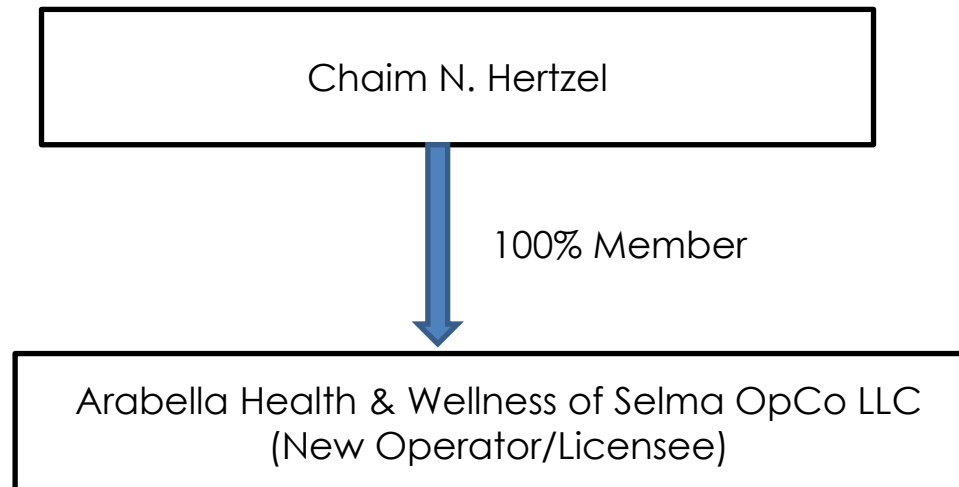 Chaim N. Hertzel
100% Member
Arabella Health & Wellness of Selma OpCo LLC
(New Operator/Licensee)